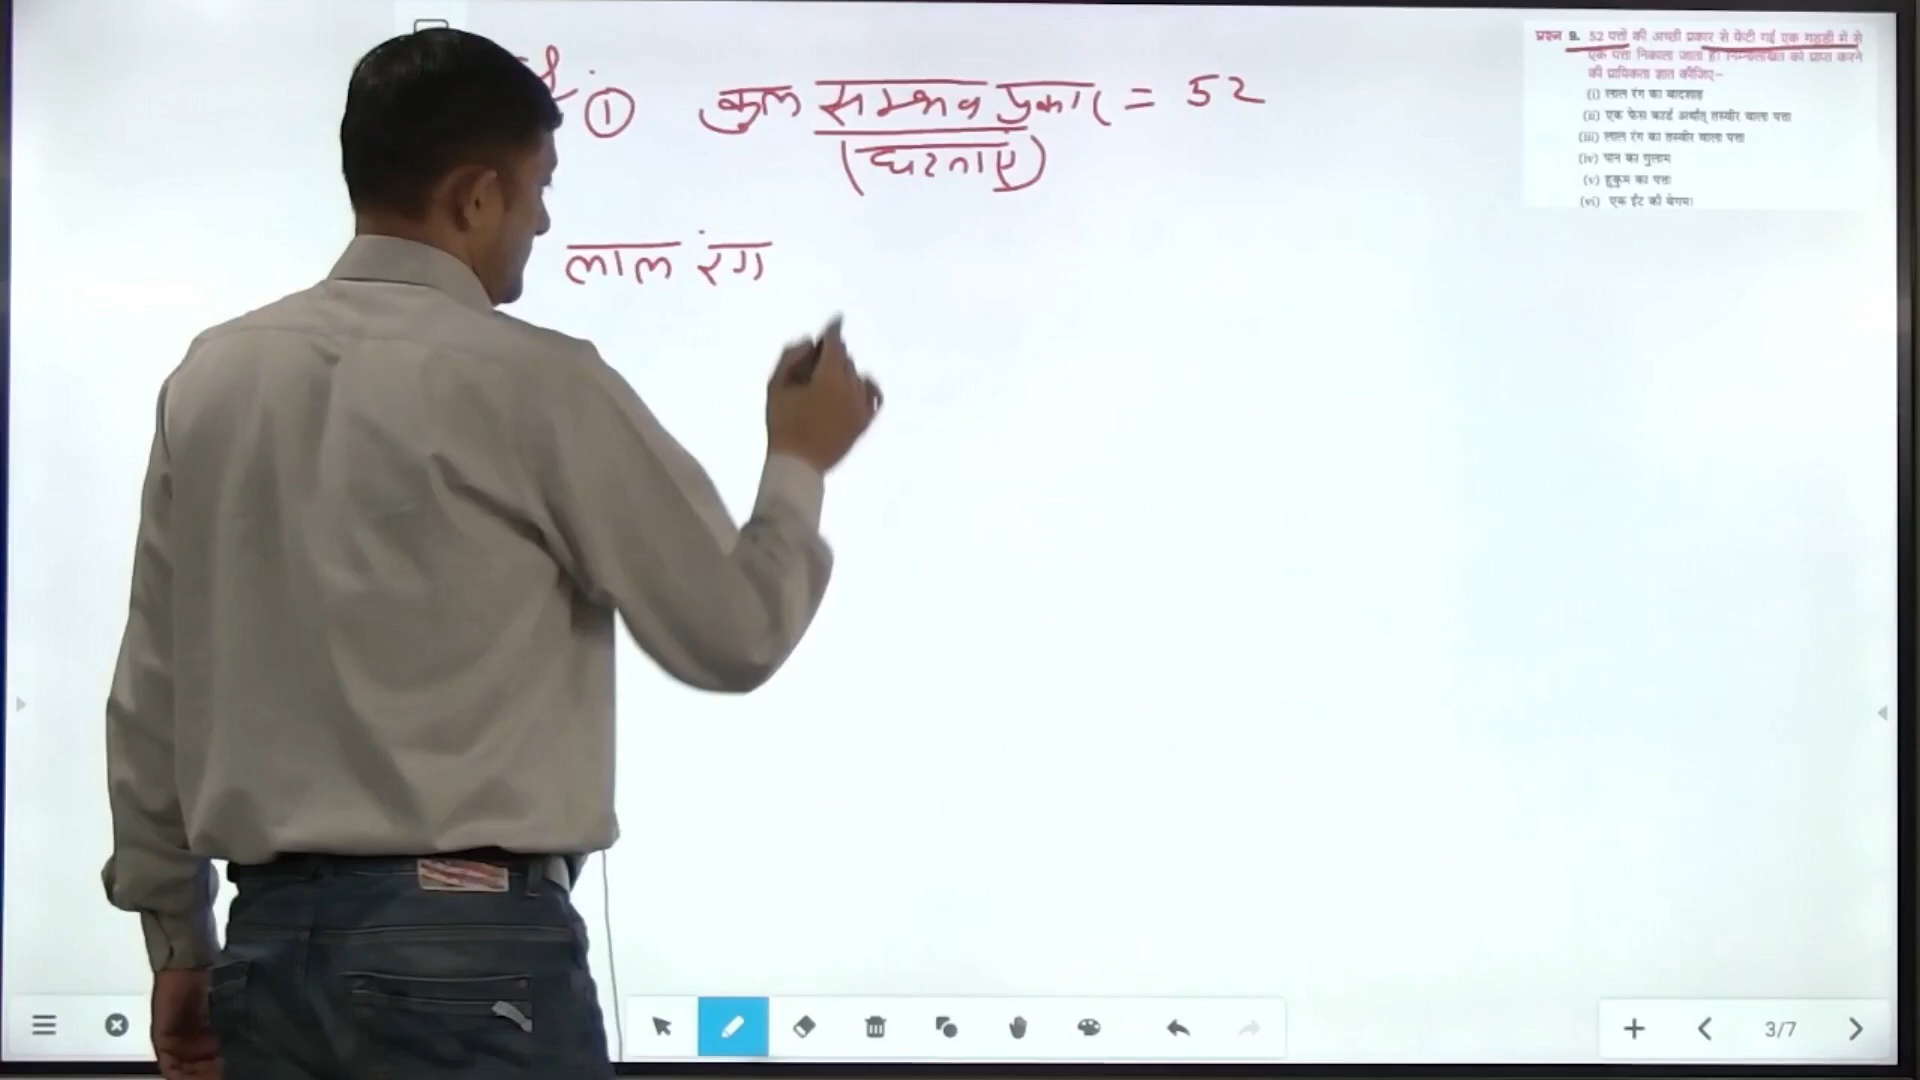 ① कुल सम्भव प्रकार = 52
(घटनाएं)
लाल रंग
प्रश्न 9. 52 पत्तों की अच्छी प्रकार से फेंटी गई एक गड्डी में से
एक पत्ता निकाला जाता है। निम्नलिखित को प्राप्त करने
की प्रायिकता ज्ञात कीजिए–
(i) लाल रंग का बादशाह
(ii) एक फेस कार्ड अर्थात् तस्वीर वाला पत्ता
(iii) लाल रंग का तस्वीर वाला पत्ता
(iv) पान का गुलाम
(v) हुकुम का पत्ता
(vi) एक ईंट की बेगम।
3/7